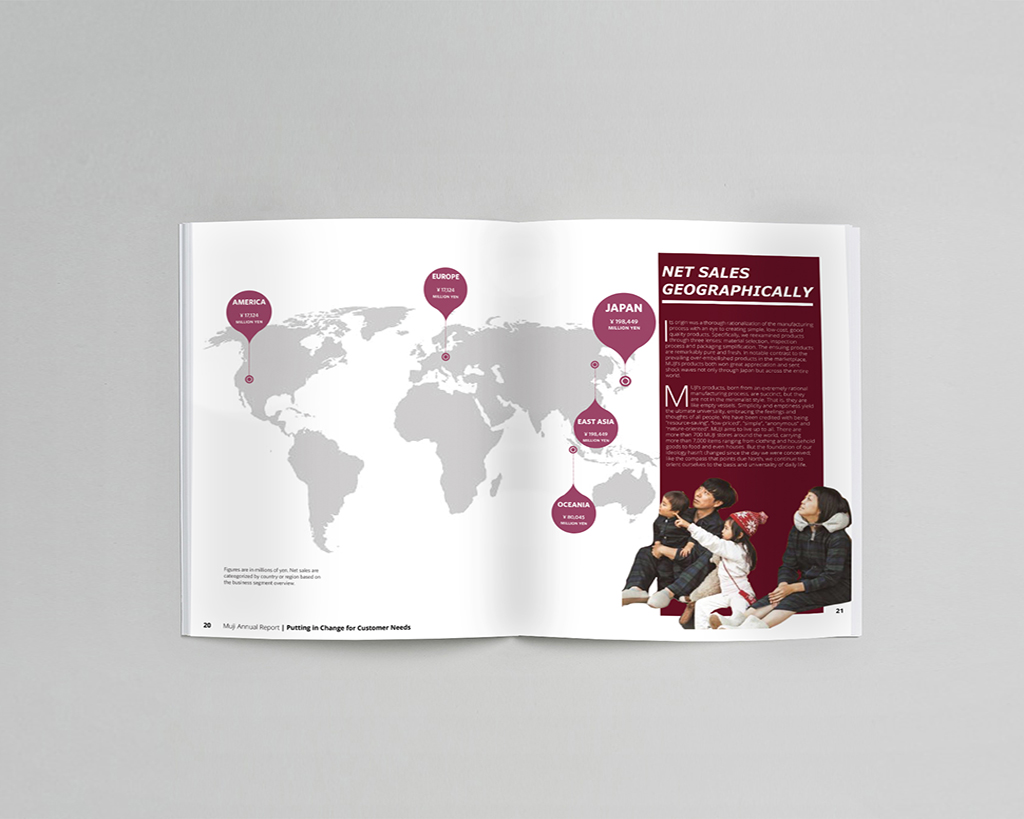 AMERICA
¥ 17,124
MILLION YEN
EUROPE
¥ 17,124
MILLION YEN
JAPAN
¥ 198,449
MILLION YEN
EAST ASIA
¥ 198,449
MILLION YEN
OCEANIA
¥ 80,045
MILLION YEN
Figures are in millions of yen. Net sales are
categorized by country or region based on
the business segment overview.
20 Muji Annual Report | Putting in Change for Customer Needs
NET SALES
GEOGRAPHICALLY
Its origin was a thorough rationalization of the manufacturing
process with an eye to creating simple, low-cost, good
quality products. Specifically, we reexamined products
through three lenses: material selection, inspection
process and packaging simplification. The ensuing products
are remarkably pure and fresh. In notable contrast to the
prevailing over-embellished products in the marketplace,
MUJI's products both won great appreciation and sent
shock waves not only through Japan but across the entire
world.
MUJI's products, born from an extremely rational
manufacturing process, are succinct, but they
are not in the minimalist style. That is, they are
like empty vessels. Simplicity and emptiness yield
the ultimate universality, embracing the feelings and
thoughts of all people. We have been credited with being
"resource-saving", "low-priced", "simple", "anonymous" and
"nature-oriented". MUJI aims to live up to all. There are
more than 700 MUJI stores around the world, carrying
more than 7,000 items ranging from clothing and household
goods to food and even houses. But the foundation of our
ideology hasn't changed since the day we were conceived;
like the compass that points due North, we continue to
orient ourselves to the basis and universality of daily life.
21